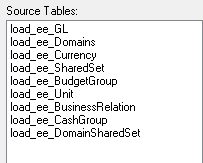 Source Tables:
load_ee_GL
load_ee_Domains
load_ee_Currency
load_ee_SharedSet
load_ee_BudgetGroup
load_ee_Unit
load_ee_BusinessRelation
load_ee_CashGroup
load_ee_DomainSharedSet